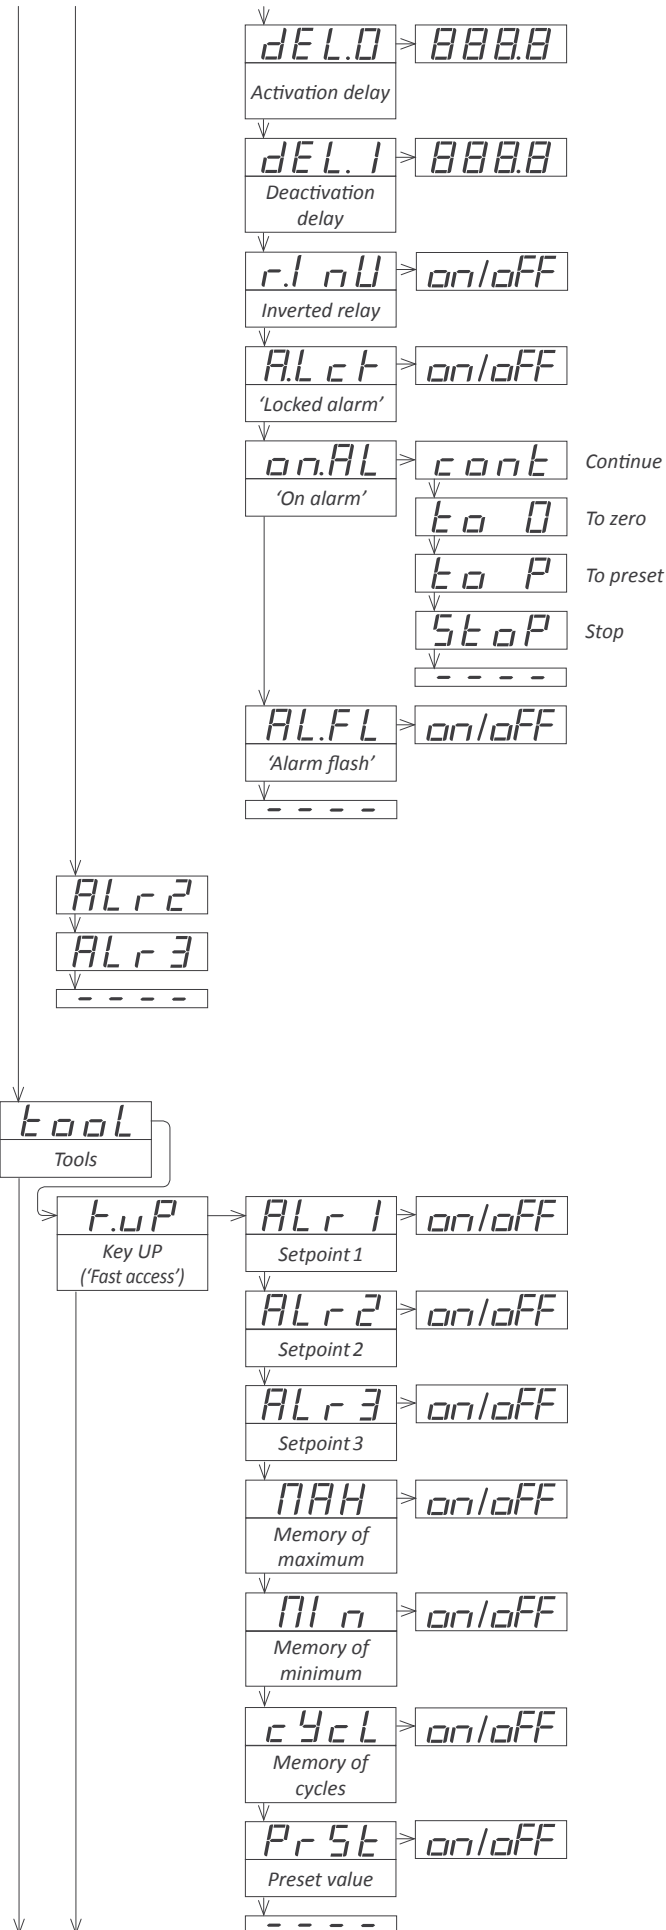 dEL.0 888.8
Activation delay
dEL.1 888.8
Deactivation
delay
r.InV on/oFF
Inverted relay
A.Lct on/oFF
‘Locked alarm’
on.AL cont Continue
‘On alarm’
to 0 To zero
to P To preset
StoP Stop
- - - -
AL.FL on/oFF
‘Alarm flash’
- - - -
ALr2
ALr3
- - - -
tooL
Tools
k.uP ALr1 on/oFF
Key UP
(‘Fast access’)
Setpoint 1
ALr2 on/oFF
Setpoint 2
ALr3 on/oFF
Setpoint 3
MAX on/oFF
Memory of
maximum
MIn on/oFF
Memory of
minimum
cYcL on/oFF
Memory of
cycles
PrSt on/oFF
Preset value
- - - -